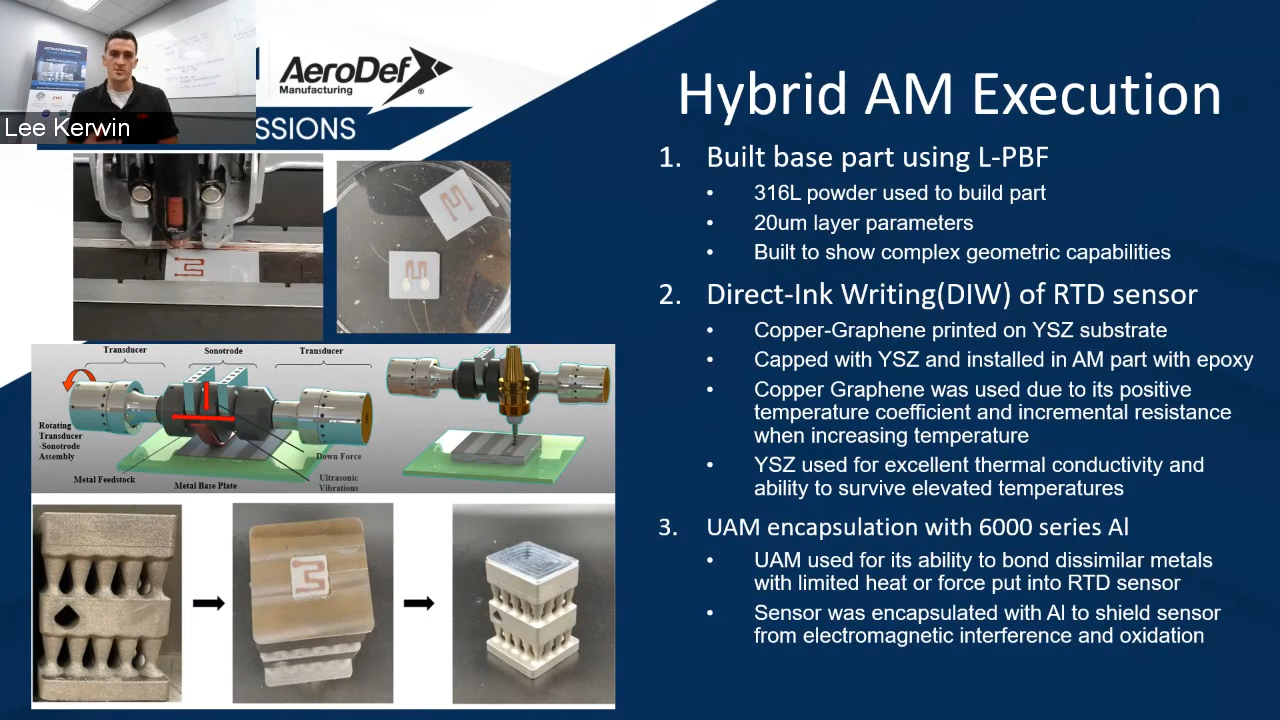 Lee Kerwin
AeroDef
Manufacturing
®
SSIONS
Hybrid AM Execution
1. Built base part using L-PBF
• 316L powder used to build part
• 20um layer parameters
• Built to show complex geometric capabilities
2. Direct-Ink Writing(DIW) of RTD sensor
• Copper-Graphene printed on YSZ substrate
• Capped with YSZ and installed in AM part with epoxy
• Copper Graphene was used due to its positive
temperature coefficient and incremental resistance
when increasing temperature
• YSZ used for excellent thermal conductivity and
ability to survive elevated temperatures
3. UAM encapsulation with 6000 series Al
• UAM used for its ability to bond dissimilar metals
with limited heat or force put into RTD sensor
• Sensor was encapsulated with Al to shield sensor
from electromagnetic interference and oxidation
Transducer
Sonotrode
Transducer
Rotating
Transducer
-Sonotrode
Assembly
Metal Feedstock
Metal Base Plate
Down Force
Ultrasonic
Vibrations